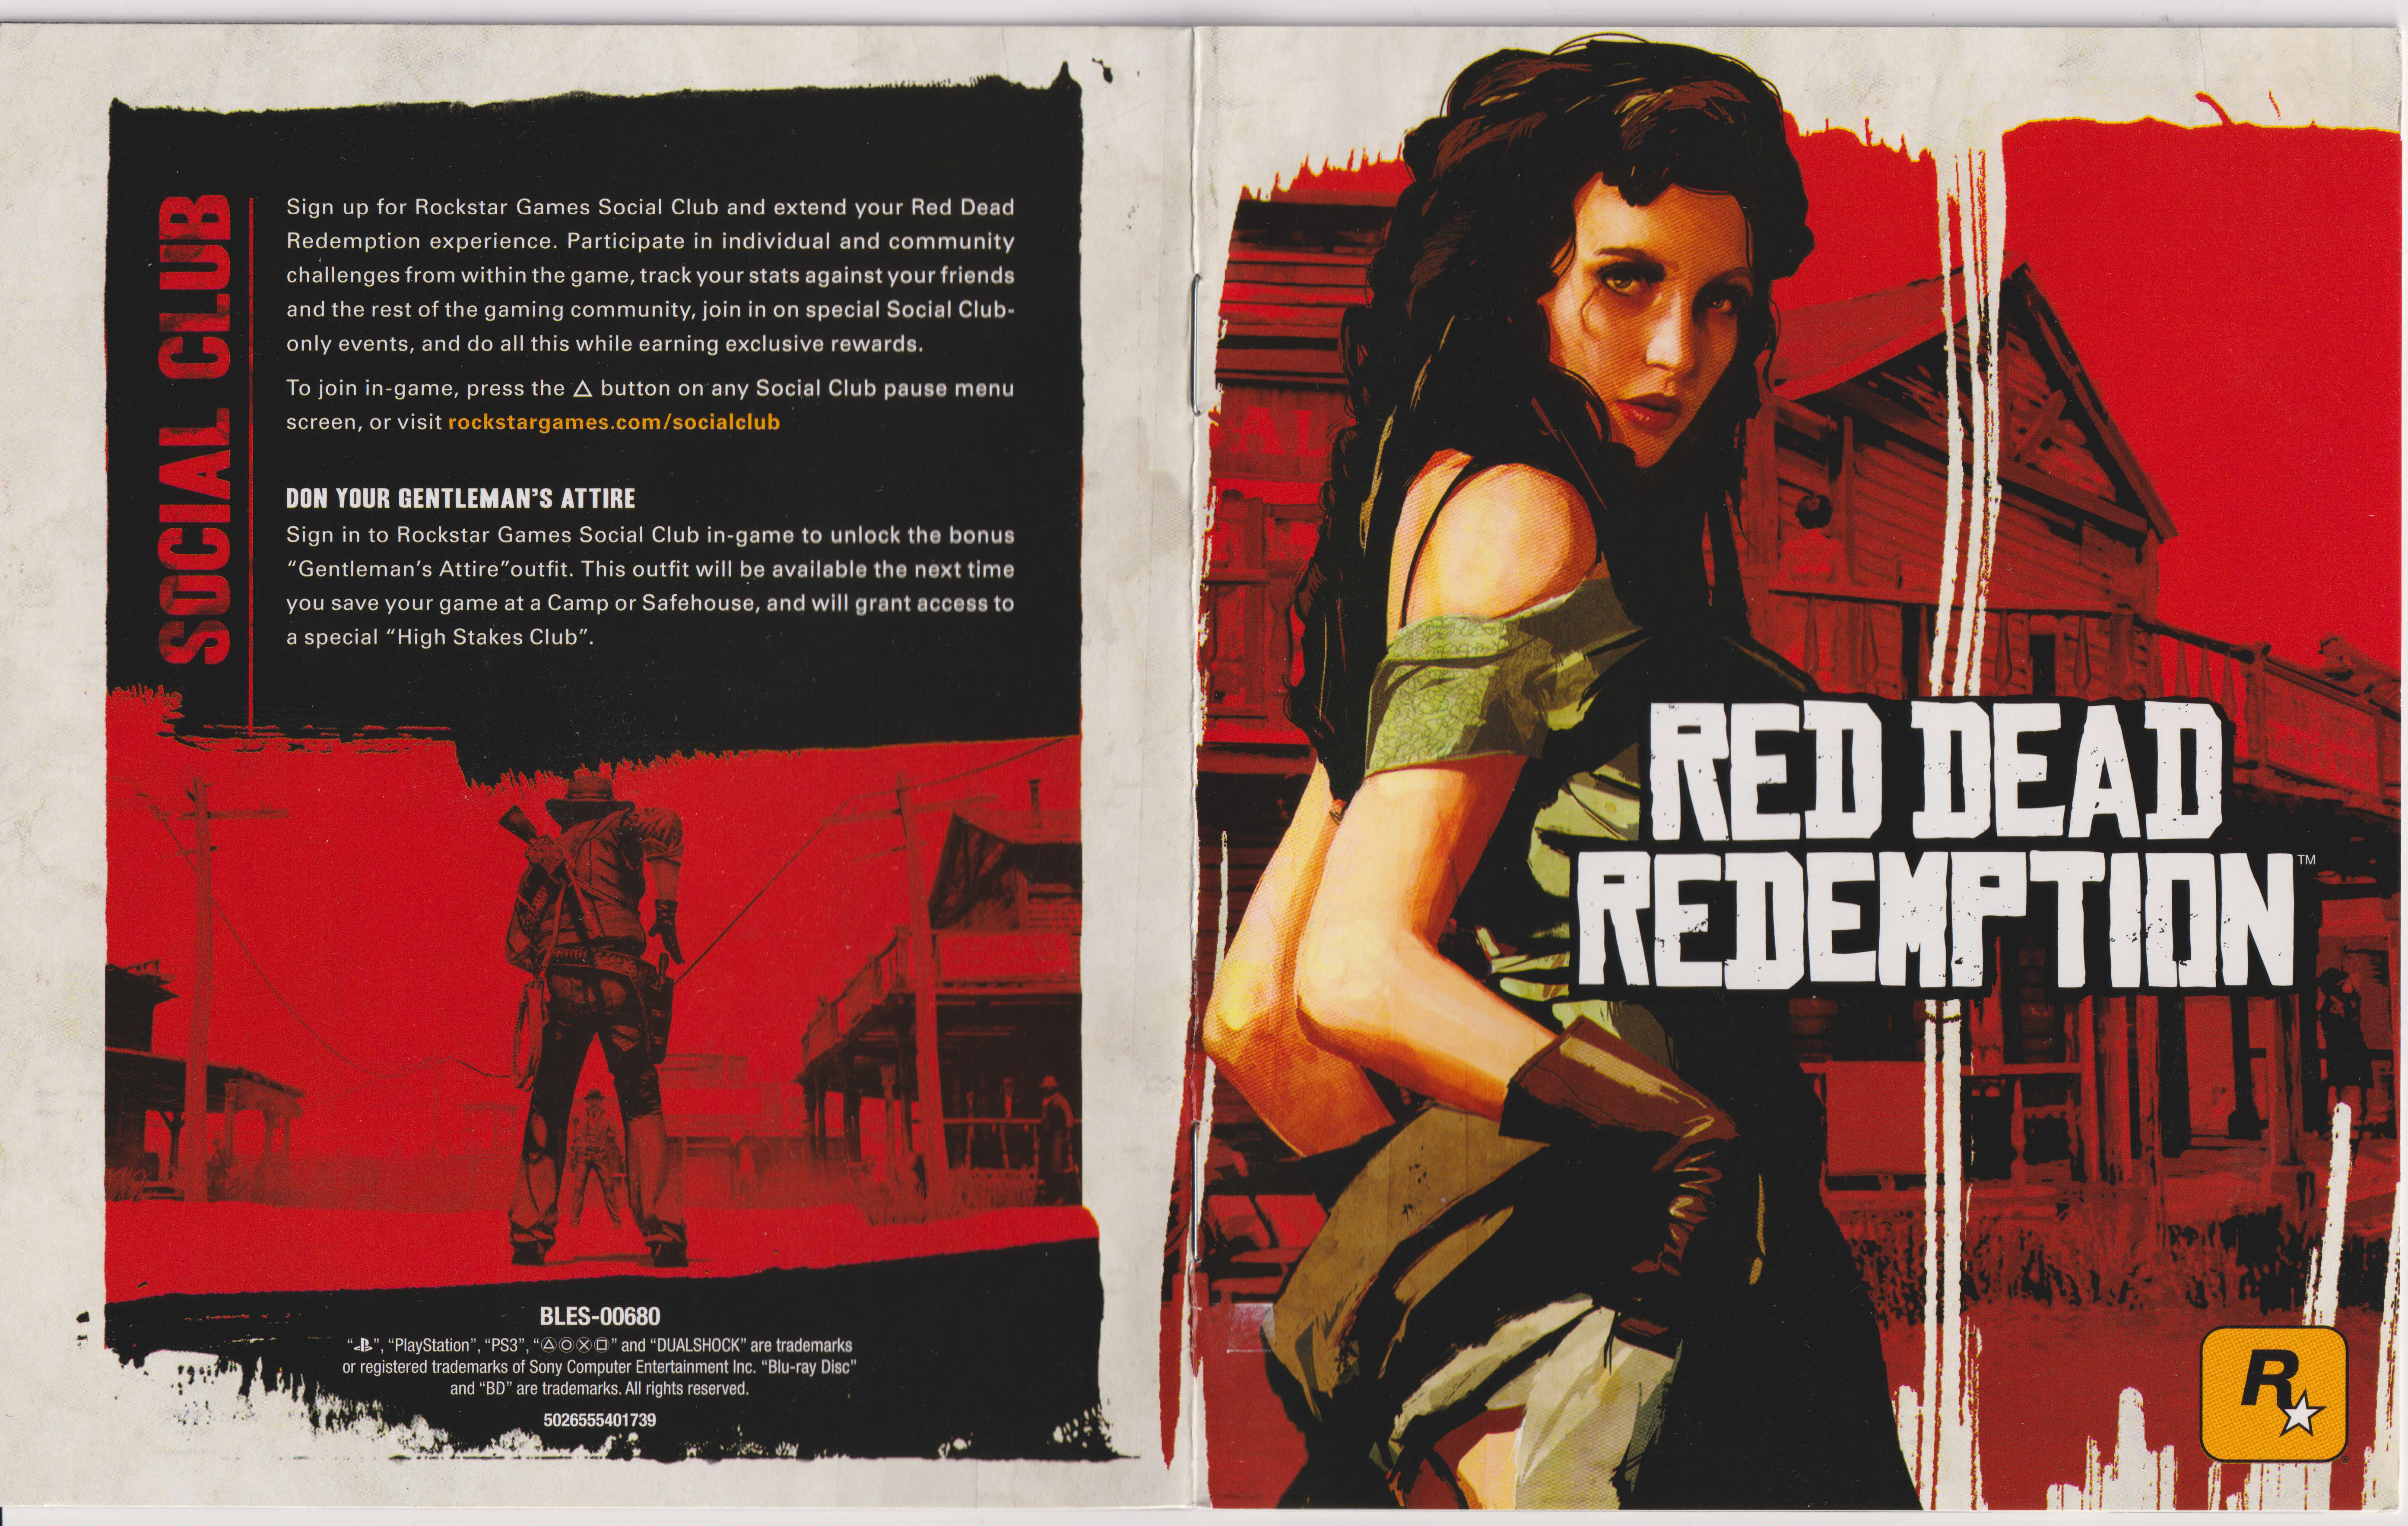 SOCIAL CLUB
Sign up for Rockstar Games Social Club and extend your Red Dead
Redemption experience. Participate in individual and community
challenges from within the game, track your stats against your friends
and the rest of the gaming community, join in on special Social Club-
only events, and do all this while earning exclusive rewards.
To join in-game, press the △ button on any Social Club pause menu
screen, or visit rockstargames.com/socialclub
DON YOUR GENTLEMAN'S ATTIRE
Sign in to Rockstar Games Social Club in-game to unlock the bonus
“Gentleman's Attire”outfit. This outfit will be available the next time
you save your game at a Camp or Safehouse, and will grant access to
a special “High Stakes Club”.
BLES-00680
“”, “PlayStation”, “PS3”, “△○✕□” and “DUALSHOCK” are trademarks
or registered trademarks of Sony Computer Entertainment Inc. “Blu-ray Disc”
and “BD” are trademarks. All rights reserved.
5026555401739
RED DEAD
REDEMPTION™
R